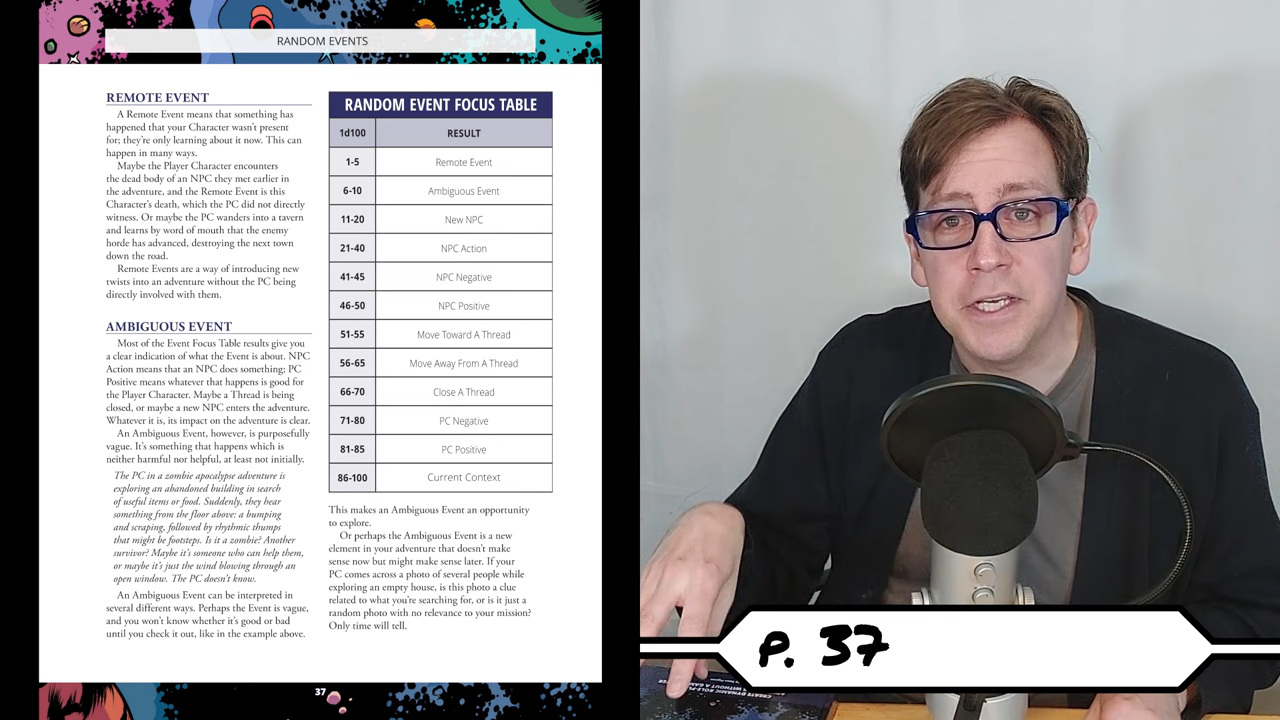 RANDOM EVENTS
REMOTE EVENT
A Remote Event means that something has
happened that your Character wasn't present
for; they're only learning about it now. This can
happen in many ways.
Maybe the Player Character encounters
the dead body of an NPC they met earlier in
the adventure, and the Remote Event is this
Character's death, which the PC did not directly
witness. Or maybe the PC wanders into a tavern
and learns by word of mouth that the enemy
horde has advanced, destroying the next town
down the road.
Remote Events are a way of introducing new
twists into an adventure without the PC being
directly involved with them.
AMBIGUOUS EVENT
Most of the Event Focus Table results give you
a clear indication of what the Event is about. NPC
Action means that an NPC does something; PC
Positive means whatever that happens is good for
the Player Character. Maybe a Thread is being
closed, or maybe a new NPC enters the adventure.
Whatever it is, its impact on the adventure is clear.
An Ambiguous Event, however, is purposefully
vague. It's something that happens which is
neither harmful nor helpful, at least not initially.
The PC in a zombie apocalypse adventure is
exploring an abandoned building in search
of useful items or food. Suddenly, they hear
something from the floor above: a bumping
and scraping, followed by rhythmic thumps
that might be footsteps. Is it a zombie? Another
survivor? Maybe it's someone who can help them,
or maybe it's just the wind blowing through an
open window. The PC doesn't know.
An Ambiguous Event can be interpreted in
several different ways. Perhaps the Event is vague,
and you won't know whether it's good or bad
until you check it out, like in the example above.
RANDOM EVENT FOCUS TABLE
1d100 RESULT
1-5 Remote Event
6-10 Ambiguous Event
11-20 New NPC
21-40 NPC Action
41-45 NPC Negative
46-50 NPC Positive
51-55 Move Toward A Thread
56-65 Move Away From A Thread
66-70 Close A Thread
71-80 PC Negative
81-85 PC Positive
86-100 Current Context
This makes an Ambiguous Event an opportunity
to explore.
Or perhaps the Ambiguous Event is a new
element in your adventure that doesn't make
sense now but might make sense later. If your
PC comes across a photo of several people while
exploring an empty house, is this photo a clue
related to what you're searching for, or is it just a
random photo with no relevance to your mission?
Only time will tell.
37
P. 37